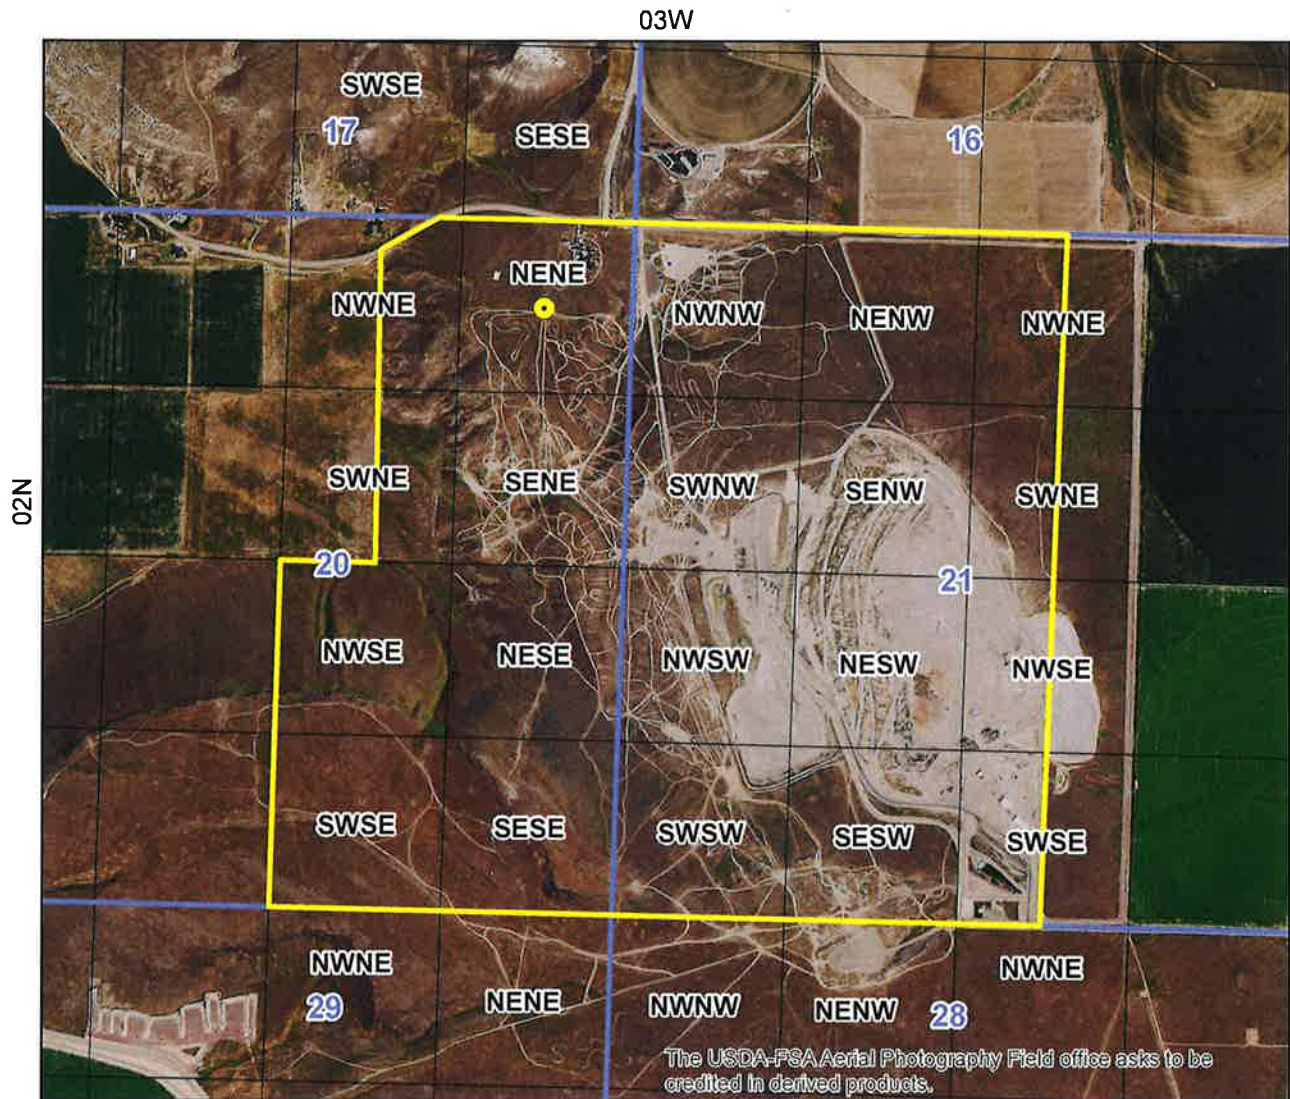 03W
SWSE
17
SESE
16
NENE
NWNE
NWNW
NENW
NWNE
02N
SWNE
SENE
SWNW
SENW
SWNE
20
21
NWSE
NESE
NWSW
NESW
NWSE
SWSE
SESE
SWSW
SESW
SWSE
NWNE
29
NENE
NWNW
NENW
28
NWNE
The USDA-FSA Aerial Photography Field office asks to be
credited in derived products.